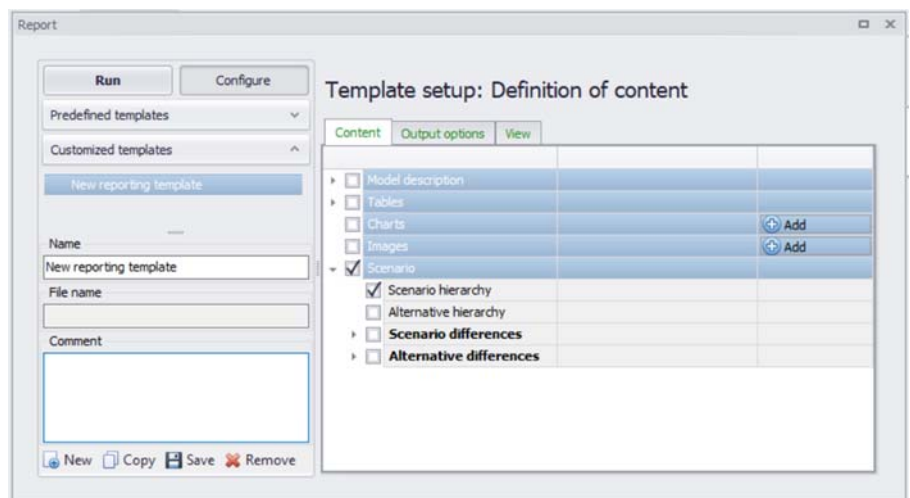 Report
Run Configure
Predefined templates
Customized templates
New reporting template
Name
New reporting template
File name
Comment
New Copy Save Remove
Template setup: Definition of content
Content Output options View
Model description
Tables
Charts Add
Images Add
Scenario
Scenario hierarchy
Alternative hierarchy
Scenario differences
Alternative differences